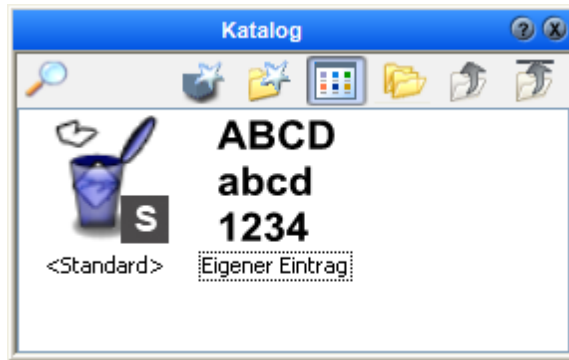 Katalog
S
ABCD
abcd
1234
<Standard>
Eigener Eintrag